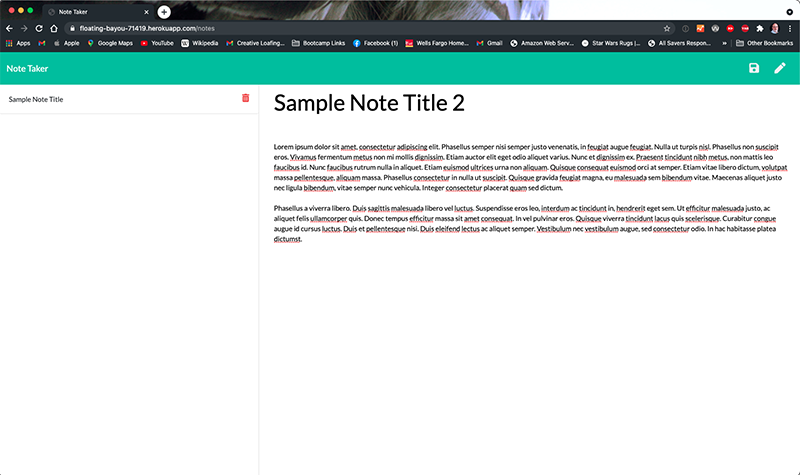 Note Taker
floating-bayou-71419.herokuapp.com/notes
Apps Gmail Apple Google Maps YouTube Wikipedia Creative Loafing... Bootcamp Links Facebook (1) Wells Fargo Home... Gmail Amazon Web Serv... Star Wars Rugs |... All Savers Respon... » Other Bookmarks
Note Taker
Sample Note Title
Sample Note Title 2
Lorem ipsum dolor sit amet, consectetur adipiscing elit. Phasellus semper nisi semper justo venenatis, in feugiat augue feugiat. Nulla ut turpis nisl. Phasellus non suscipit
eros. Vivamus fermentum metus non mi mollis dignissim. Etiam auctor elit eget odio aliquet varius. Nunc et dignissim ex. Praesent tincidunt nibh metus, non mattis leo
faucibus id. Nunc faucibus rutrum nulla in aliquet. Etiam euismod ultrices urna non aliquam. Quisque consequat euismod orci at semper. Etiam vitae libero dictum, volutpat
massa pellentesque, aliquam massa. Phasellus consectetur in nulla ut suscipit. Quisque gravida feugiat magna, eu malesuada sem bibendum vitae. Maecenas aliquet justo
nec ligula bibendum, vitae semper nunc vehicula. Integer consectetur placerat quam sed dictum.
Phasellus a viverra libero. Duis sagittis malesuada libero vel luctus. Suspendisse eros leo, interdum ac tincidunt in, hendrerit eget sem. Ut efficitur malesuada justo, ac
aliquet felis ullamcorper quis. Donec tempus efficitur massa sit amet consequat. In vel pulvinar eros. Quisque viverra tincidunt lacus quis scelerisque. Curabitur congue
augue id cursus luctus. Duis et pellentesque nisi. Duis eleifend lectus ac aliquet semper. Vestibulum nec vestibulum augue, sed consectetur odio. In hac habitasse platea
dictumst.